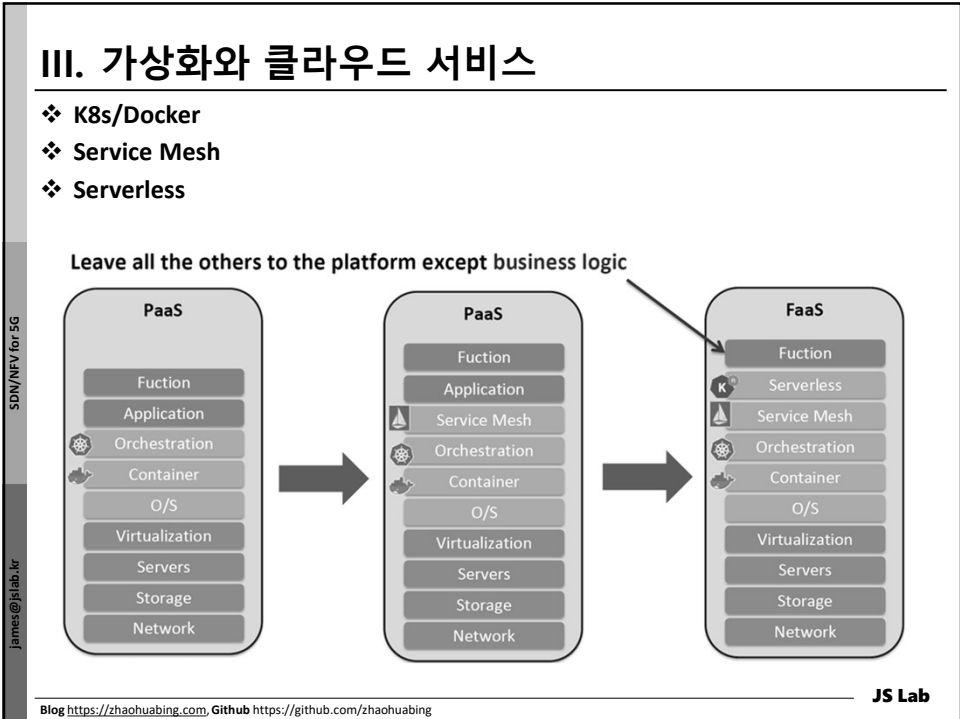 III. 가상화와 클라우드 서비스
❖ K8s/Docker
❖ Service Mesh
❖ Serverless
Leave all the others to the platform except business logic
PaaS
Fuction
Application
Orchestration
Container
O/S
Virtualization
Servers
Storage
Network
PaaS
Fuction
Application
Service Mesh
Orchestration
Container
O/S
Virtualization
Servers
Storage
Network
FaaS
Fuction
K
Serverless
Service Mesh
Orchestration
Container
O/S
Virtualization
Servers
Storage
Network
SDN/NFV for 5G
james@jslab.kr
JS Lab
Blog https://zhaohuabing.com, Github https://github.com/zhaohuabing